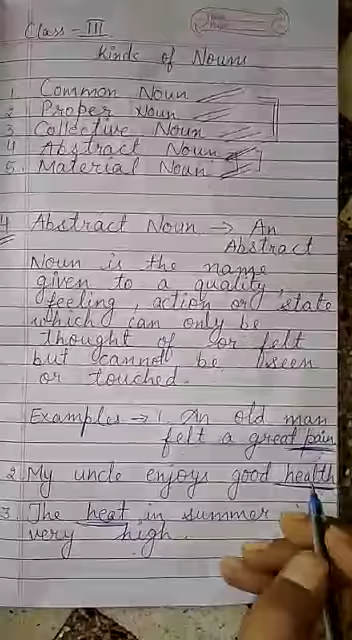 Class - III
Kinds of Nouns
1. Common Noun
2 Proper Noun
3 Collective Noun
4 Abstract Noun
5. Material Noun
4 Abstract Noun → An
Abstract
Noun is the name
given to a quality,
feeling, action or state
which can only be
thought of or felt
but cannot be seen
or touched.
Examples → 1. An old man
felt a great pain
2. My uncle enjoys good health
3. The heat in summer
very high.